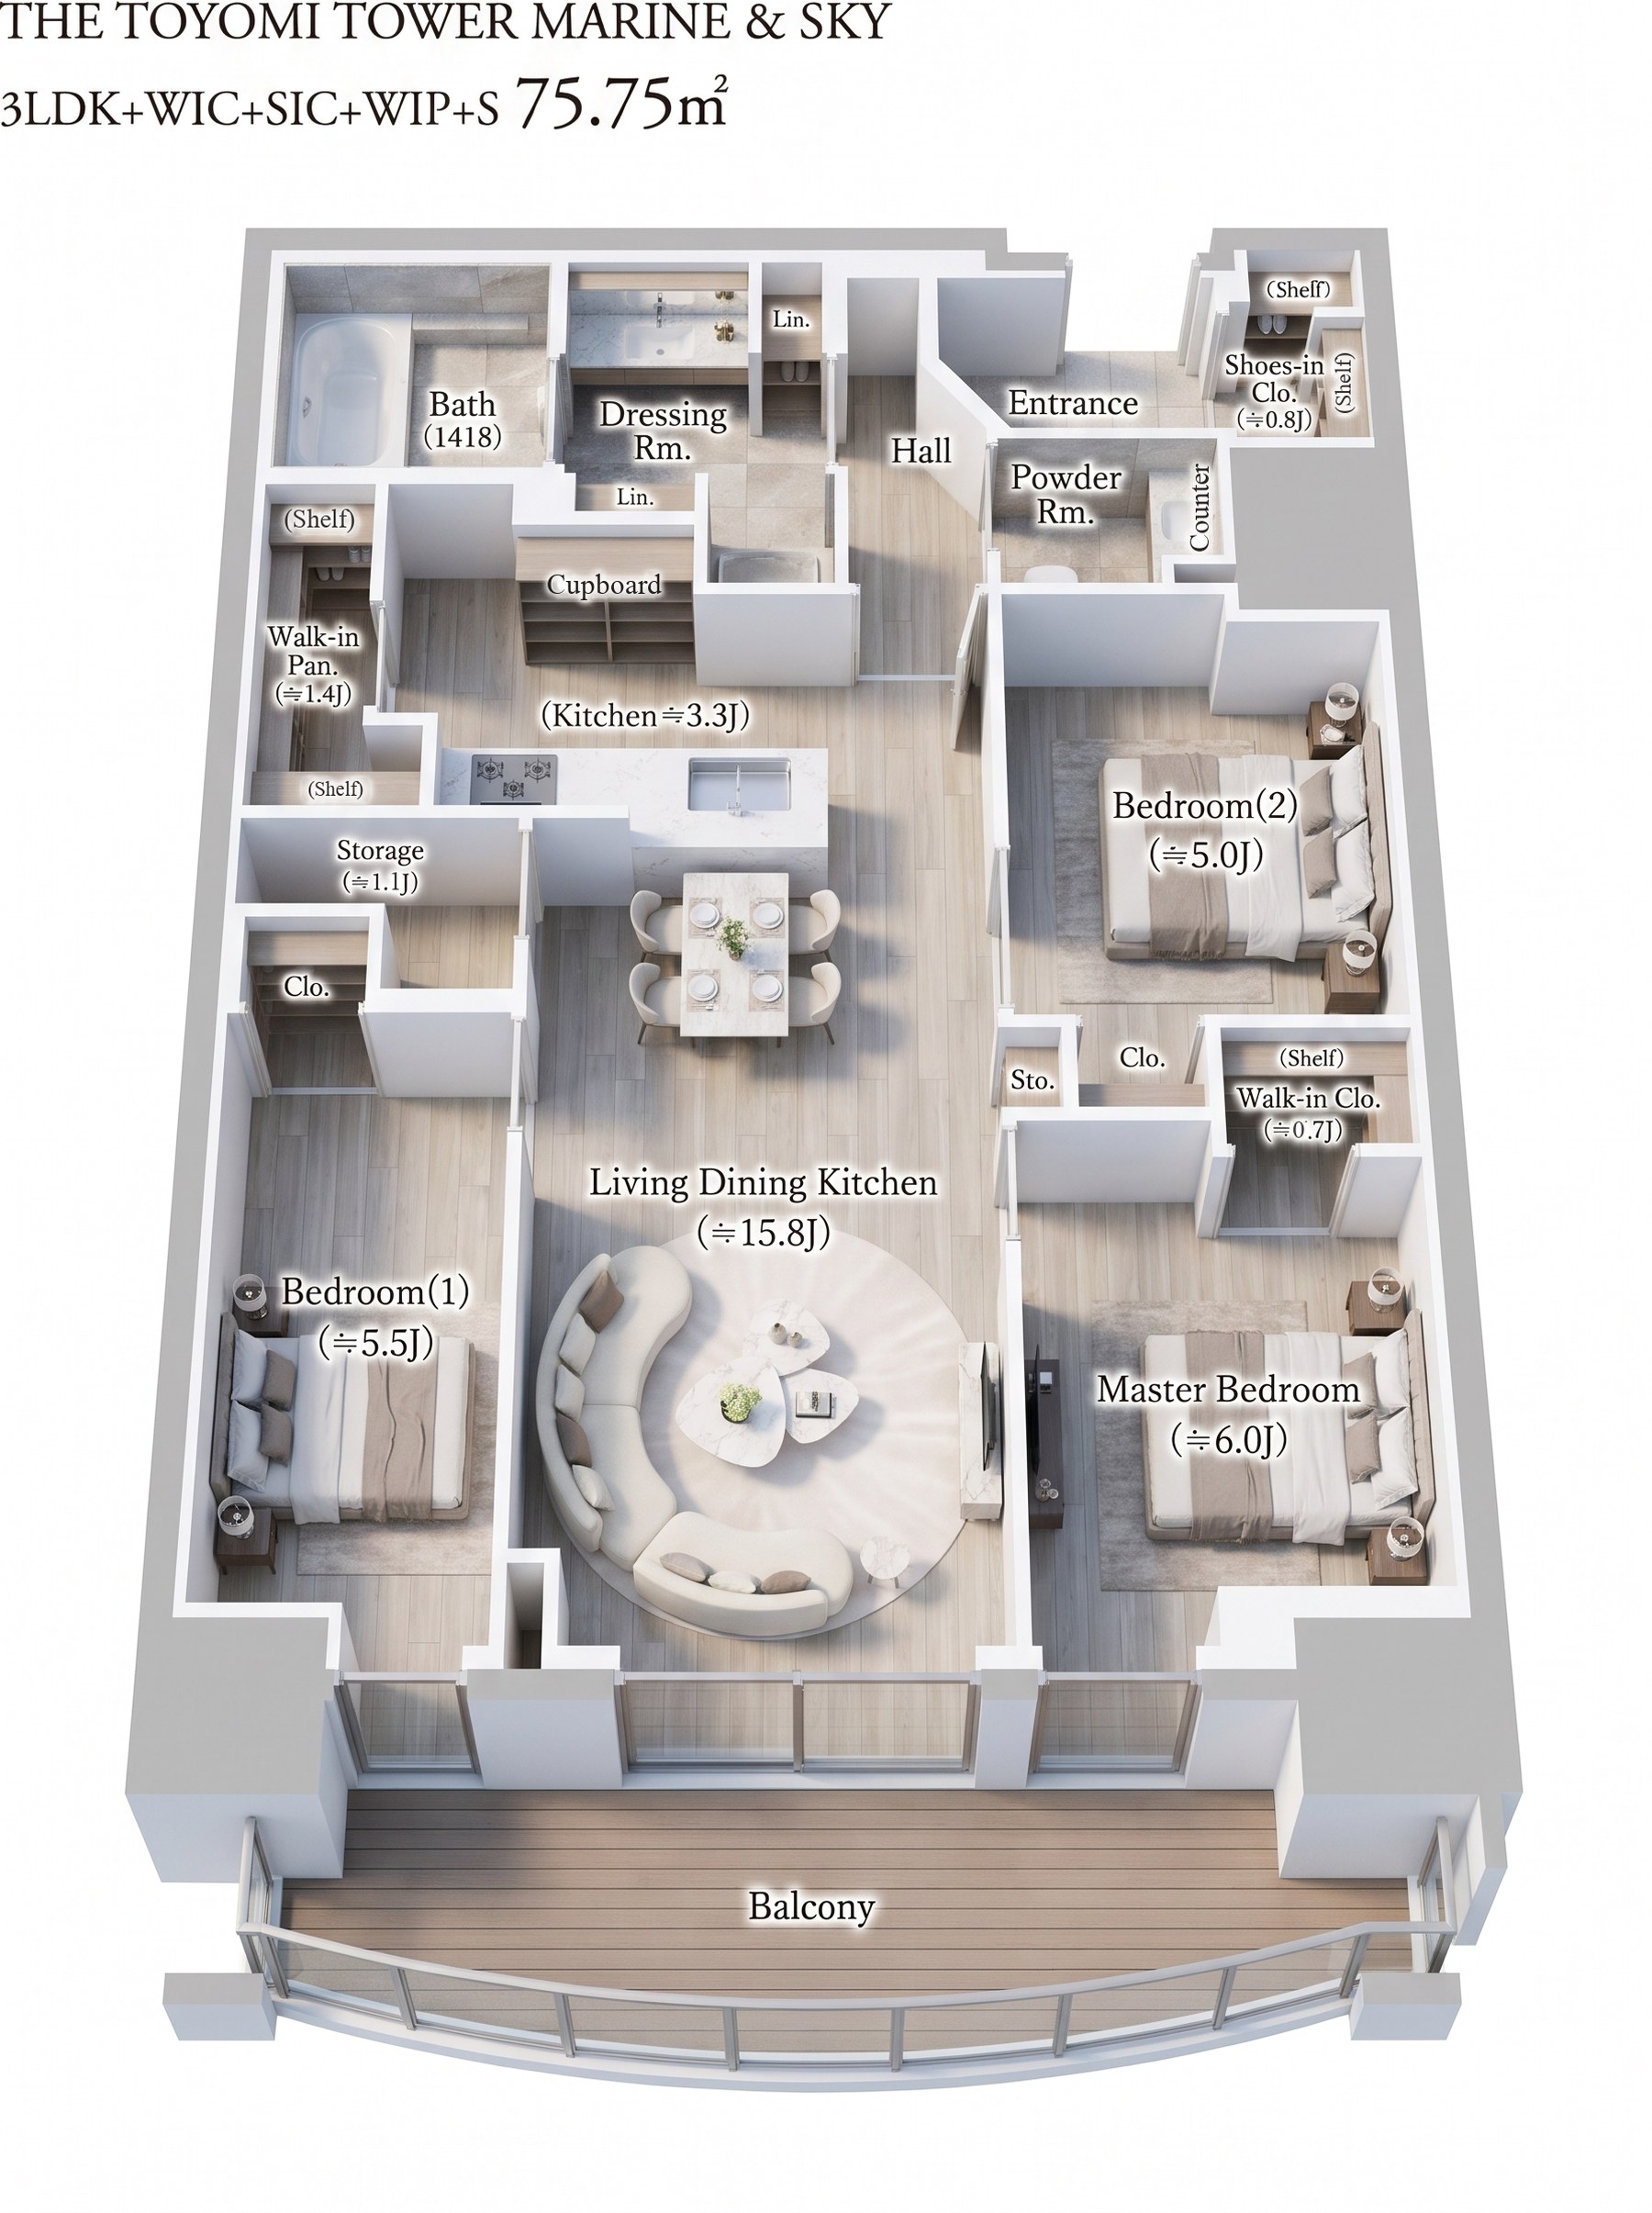 THE TOYOMI TOWER MARINE & SKY
3LDK+WIC+SIC+WIP+S 75.75㎡
(Shelf)
Lin.
Shoes-in
Clo.
(≒0.8J)
(Shelf)
Bath
(1418)
Dressing
Rm.
Entrance
Hall
Powder
Rm.
Counter
Lin.
(Shelf)
Cupboard
Walk-in
Pan.
(≒1.4J)
(Kitchen≒3.3J)
(Shelf)
Bedroom(2)
(≒5.0J)
Storage
(≒1.1J)
Clo.
Sto.
Clo.
(Shelf)
Walk-in Clo.
(≒0.7J)
Living Dining Kitchen
(≒15.8J)
Bedroom(1)
(≒5.5J)
Master Bedroom
(≒6.0J)
Balcony